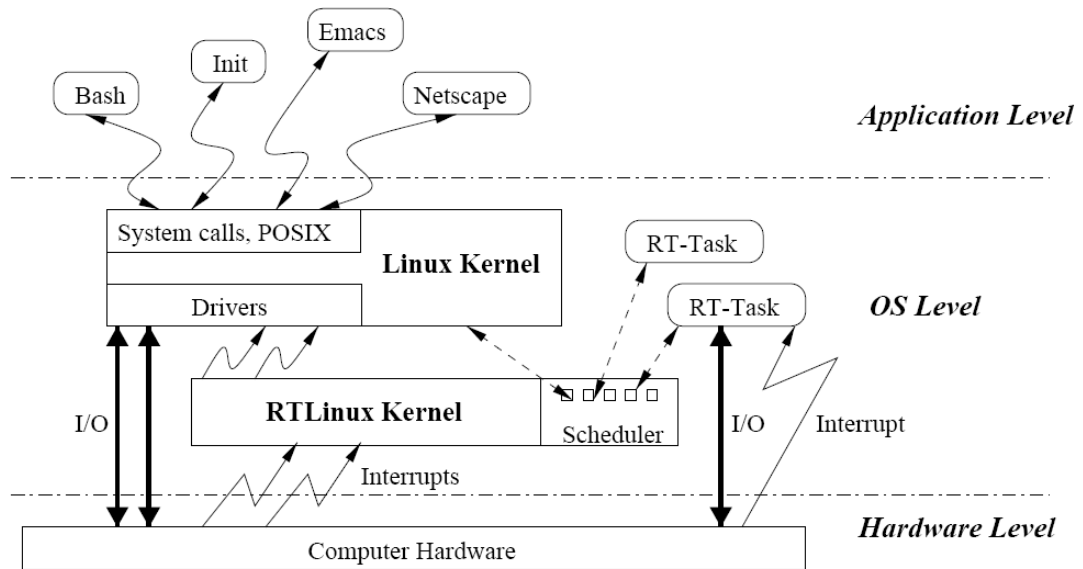 Emacs
Init
Bash
Netscape
Application Level
System calls, POSIX
Linux Kernel
RT-Task
Drivers
RT-Task
OS Level
RTLinux Kernel
I/O
Scheduler
I/O
Interrupt
Interrupts
Hardware Level
Computer Hardware